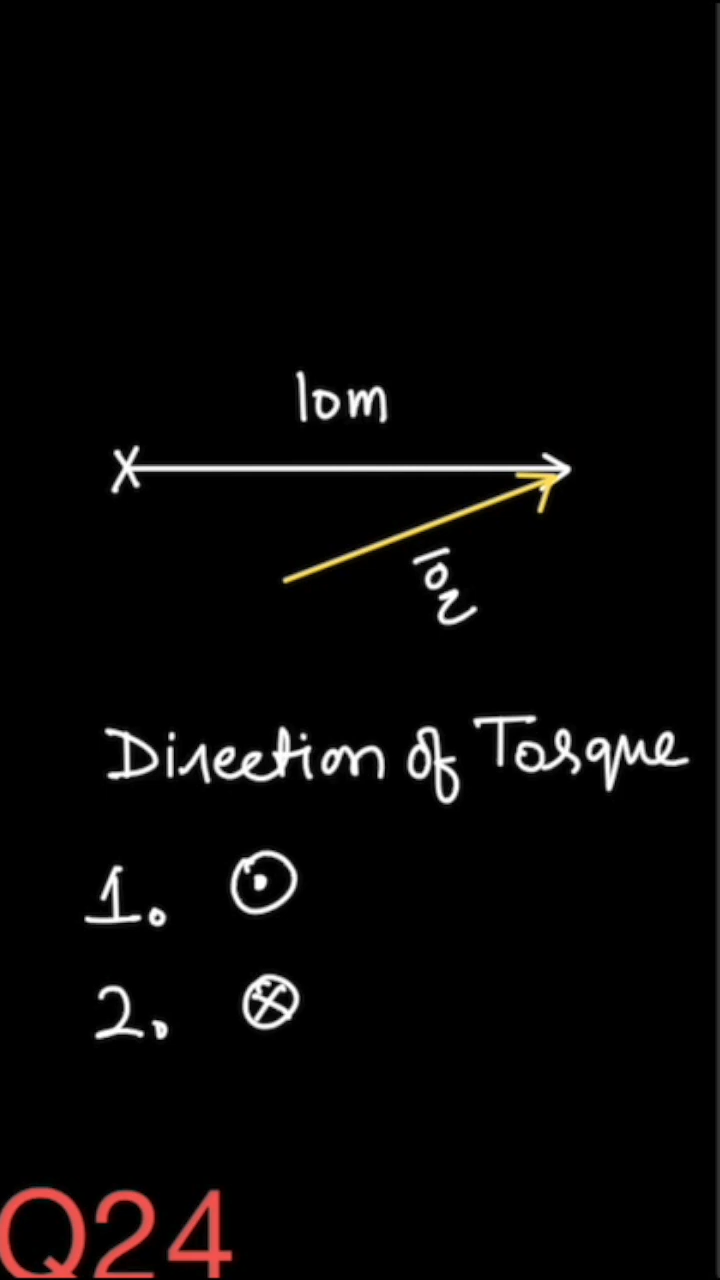 10m
10N
Direction of Torque
1. ⊙
2. ⊗
Q24